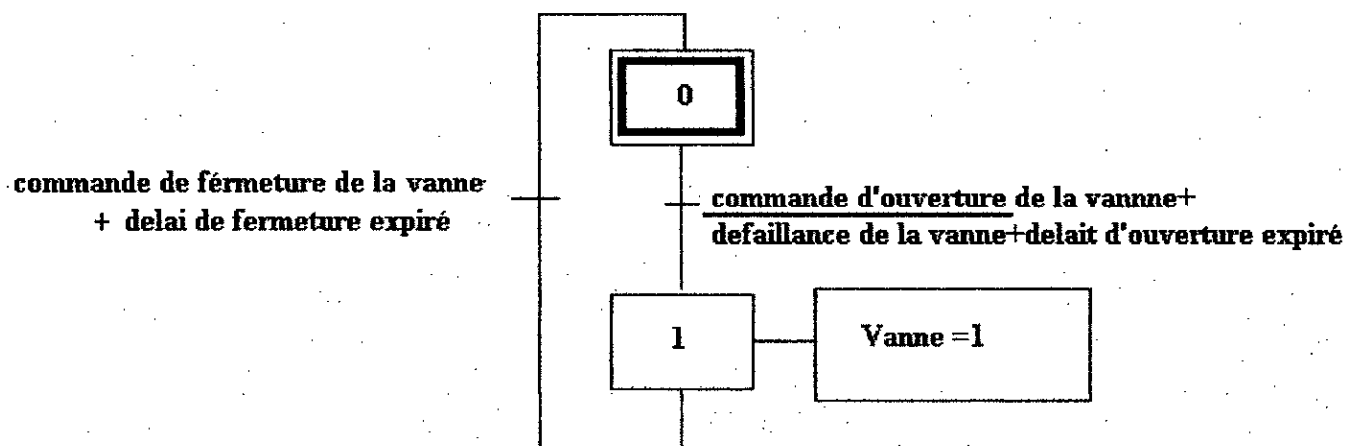 0
commande de férmeture de la vanne
+ delai de fermeture expiré
commande d'ouverture de la vannne+
defaillance de la vanne+delait d'ouverture expiré
1
Vanne =1